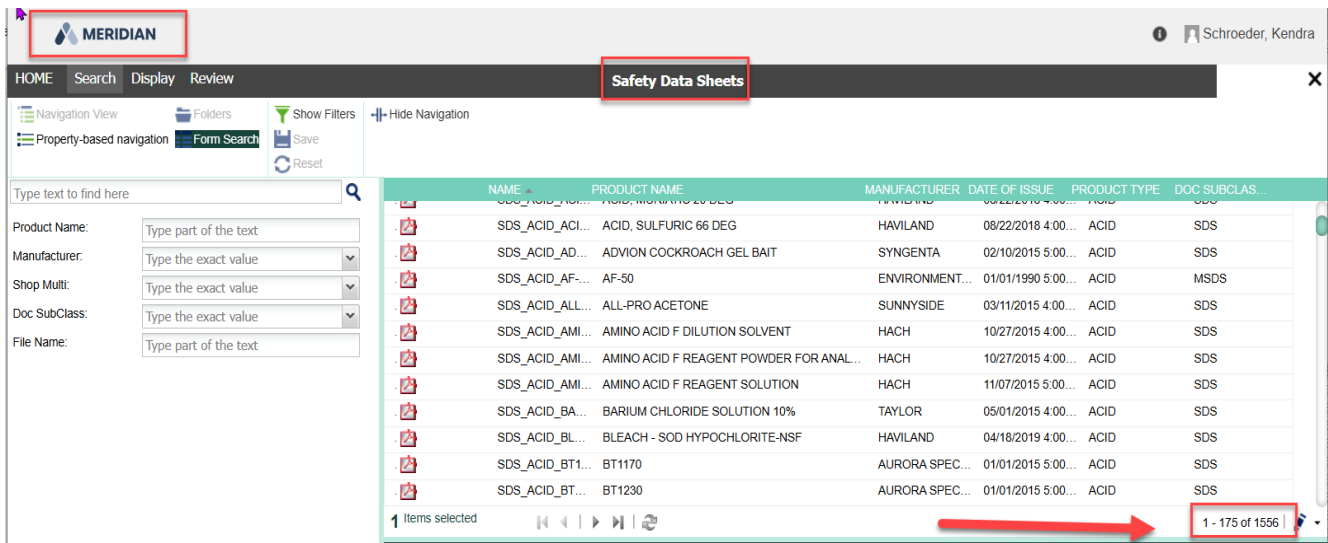 MERIDIAN
Schroeder, Kendra
HOME Search Display Review
Safety Data Sheets
Navigation View Folders Show Filters Hide Navigation
Property-based navigation Form Search Save
Reset
Type text to find here
NAME PRODUCT NAME MANUFACTURER DATE OF ISSUE PRODUCT TYPE DOC SUBCLAS...
Product Name: Type part of the text
Manufacturer: Type the exact value
Shop Multi: Type the exact value
Doc SubClass: Type the exact value
File Name: Type part of the text
SDS_ACID_ACI... ACID, SULFURIC 66 DEG HAVILAND 08/22/2018 4:00... ACID SDS
SDS_ACID_AD... ADVION COCKROACH GEL BAIT SYNGENTA 02/10/2015 5:00... ACID SDS
SDS_ACID_AF-... AF-50 ENVIRONMENT... 01/01/1990 5:00... ACID MSDS
SDS_ACID_ALL... ALL-PRO ACETONE SUNNYSIDE 03/11/2015 4:00... ACID SDS
SDS_ACID_AMI... AMINO ACID F DILUTION SOLVENT HACH 10/27/2015 4:00... ACID SDS
SDS_ACID_AMI... AMINO ACID F REAGENT POWDER FOR ANAL... HACH 10/27/2015 4:00... ACID SDS
SDS_ACID_AMI... AMINO ACID F REAGENT SOLUTION HACH 11/07/2015 5:00... ACID SDS
SDS_ACID_BA... BARIUM CHLORIDE SOLUTION 10% TAYLOR 05/01/2015 4:00... ACID SDS
SDS_ACID_BL... BLEACH - SOD HYPOCHLORITE-NSF HAVILAND 04/18/2019 4:00... ACID SDS
SDS_ACID_BT1... BT1170 AURORA SPEC... 01/01/2015 5:00... ACID SDS
SDS_ACID_BT... BT1230 AURORA SPEC... 01/01/2015 5:00... ACID SDS
1 Items selected
1 - 175 of 1556